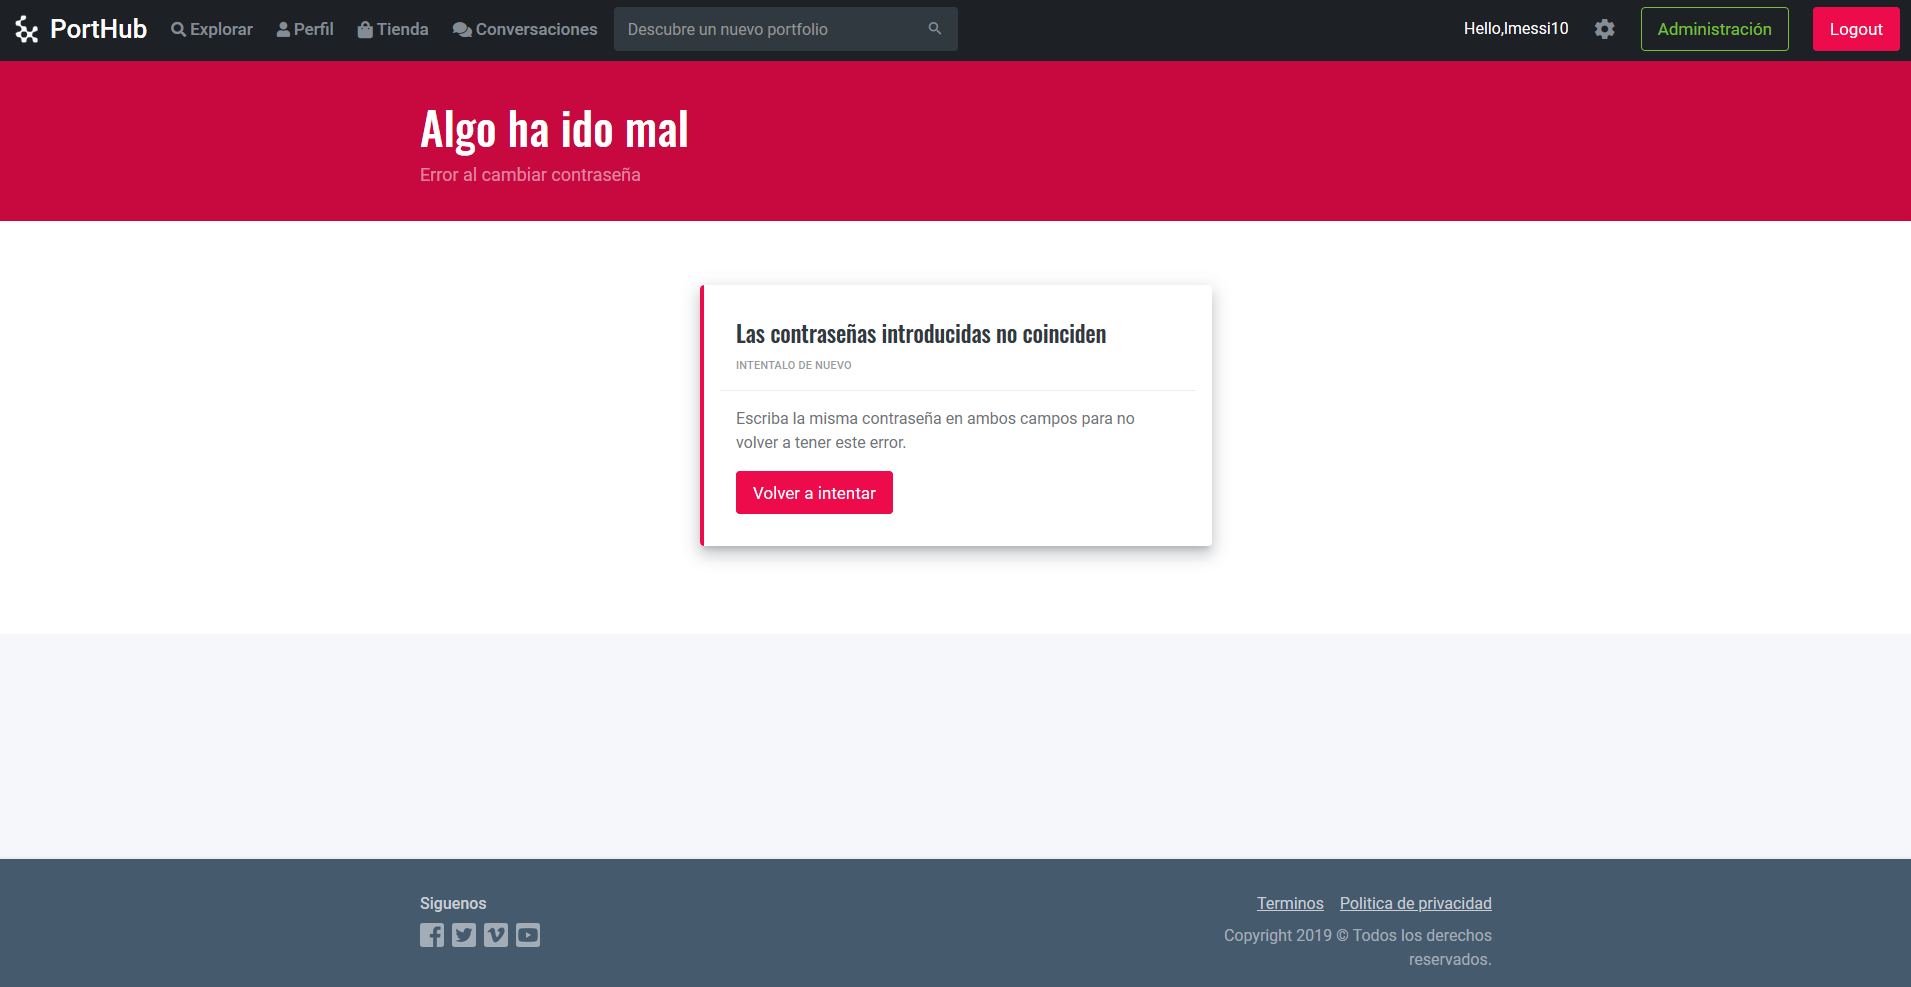 PortHub Explorar Perfil Tienda Conversaciones Descubre un nuevo portfolio Hello,lmessi10 Administración Logout
Algo ha ido mal
Error al cambiar contraseña
Las contraseñas introducidas no coinciden
INTENTALO DE NUEVO
Escriba la misma contraseña en ambos campos para no
volver a tener este error.
Volver a intentar
Siguenos
Terminos Politica de privacidad
Copyright 2019 © Todos los derechos
reservados.